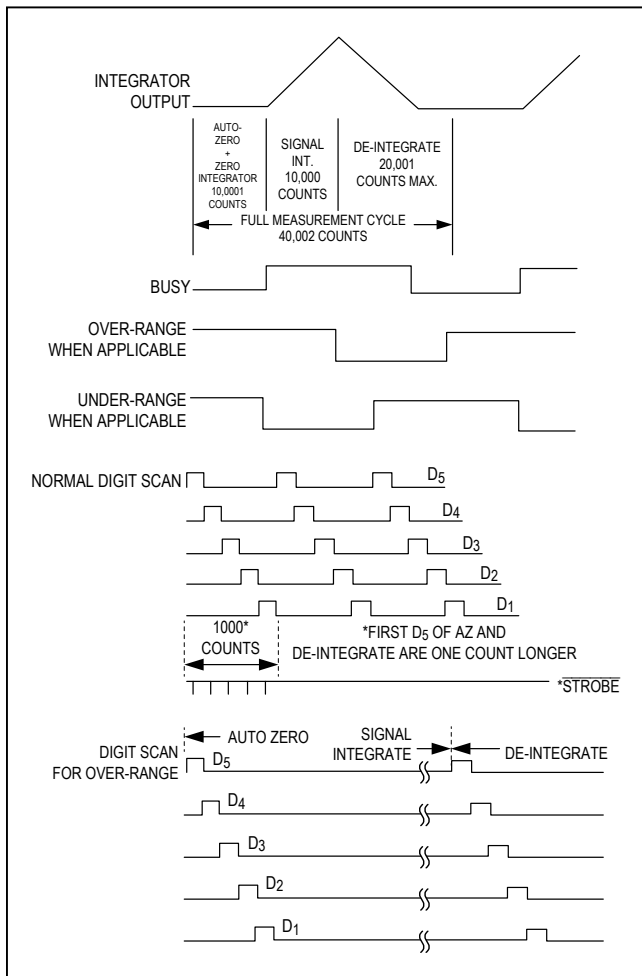 INTEGRATOR
OUTPUT
AUTO-
ZERO
+
ZERO
INTEGRATOR
10,0001
COUNTS
SIGNAL
INT.
10,000
COUNTS
DE-INTEGRATE
20,001
COUNTS MAX.
FULL MEASUREMENT CYCLE
40,002 COUNTS
BUSY
OVER-RANGE
WHEN APPLICABLE
UNDER-RANGE
WHEN APPLICABLE
NORMAL DIGIT SCAN
D5
D4
D3
D2
D1
1000*
COUNTS
*FIRST D5 OF AZ AND
DE-INTEGRATE ARE ONE COUNT LONGER
*STROBE
DIGIT SCAN
FOR OVER-RANGE
AUTO ZERO
SIGNAL
INTEGRATE
DE-INTEGRATE
D5
D4
D3
D2
D1